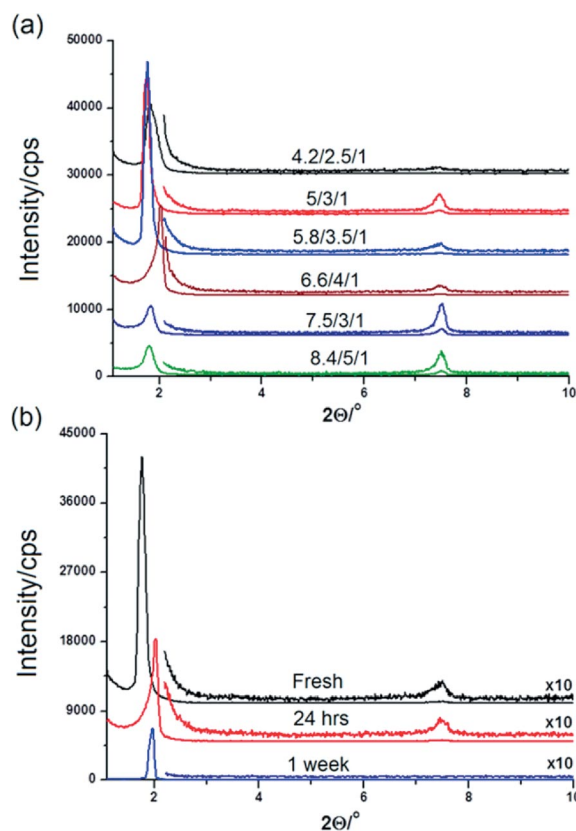 (a)
50000
40000
30000
20000
10000
0
Intensity/cps
4.2/2.5/1
5/3/1
5.8/3.5/1
6.6/4/1
7.5/3/1
8.4/5/1
2 4 6 8 10
2Θ/°
(b)
45000
36000
27000
18000
9000
0
Intensity/cps
Fresh x10
24 hrs x10
1 week x10
2 4 6 8 10
2Θ/°